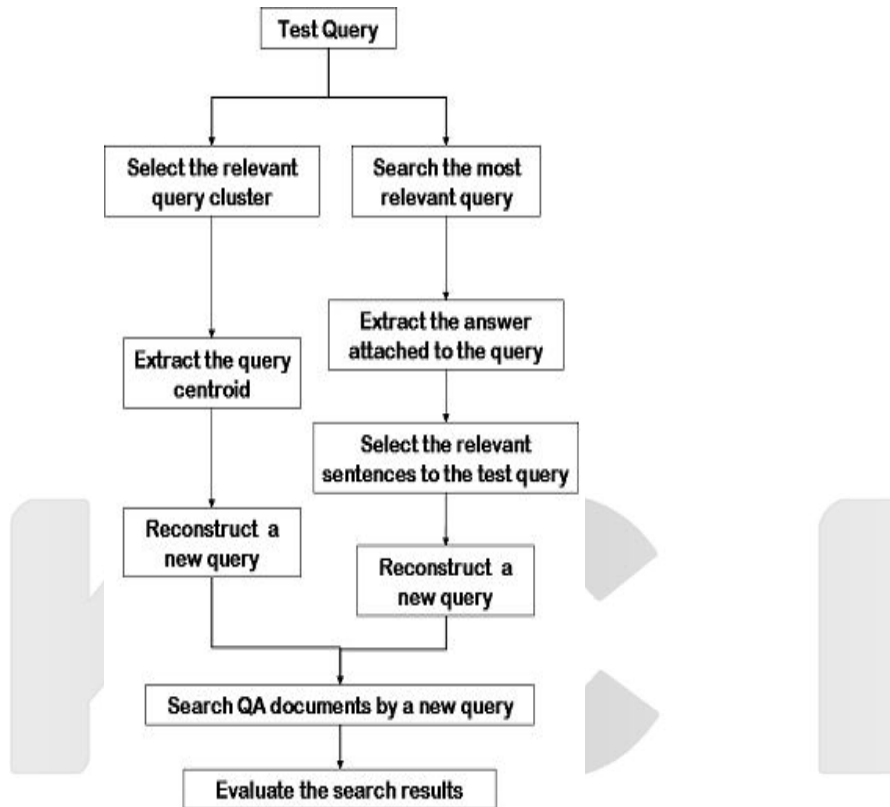 Test Query
Select the relevant
query cluster
Search the most
relevant query
Extract the query
centroid
Extract the answer
attached to the query
Select the relevant
sentences to the test query
Reconstruct a
new query
Reconstruct a
new query
Search QA documents by a new query
Evaluate the search results